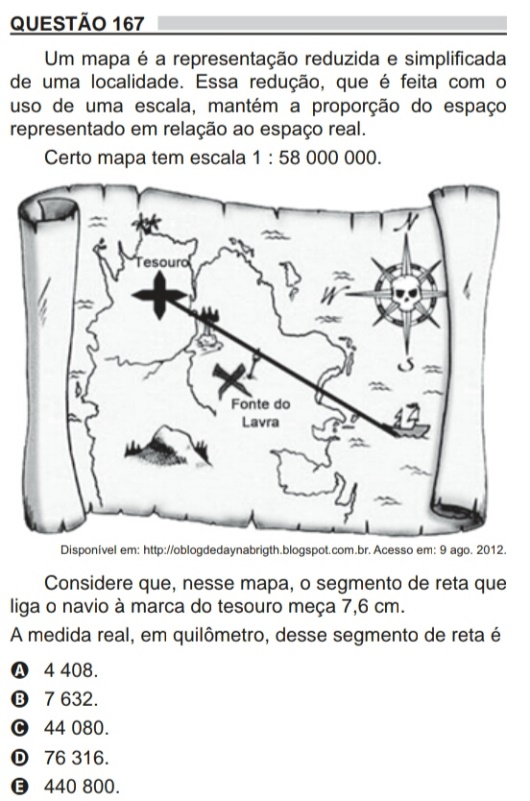 QUESTÃO 167
Um mapa é a representação reduzida e simplificada
de uma localidade. Essa redução, que é feita com o
uso de uma escala, mantém a proporção do espaço
representado em relação ao espaço real.
Certo mapa tem escala 1 : 58 000 000.
N
Tesouro
W
S
Fonte do
Lavra
Disponível em: http://oblogdedaynabrigth.blogspot.com.br. Acesso em: 9 ago. 2012.
Considere que, nesse mapa, o segmento de reta que
liga o navio à marca do tesouro meça 7,6 cm.
A medida real, em quilômetro, desse segmento de reta é
A 4 408.
B 7 632.
C 44 080.
D 76 316.
E 440 800.